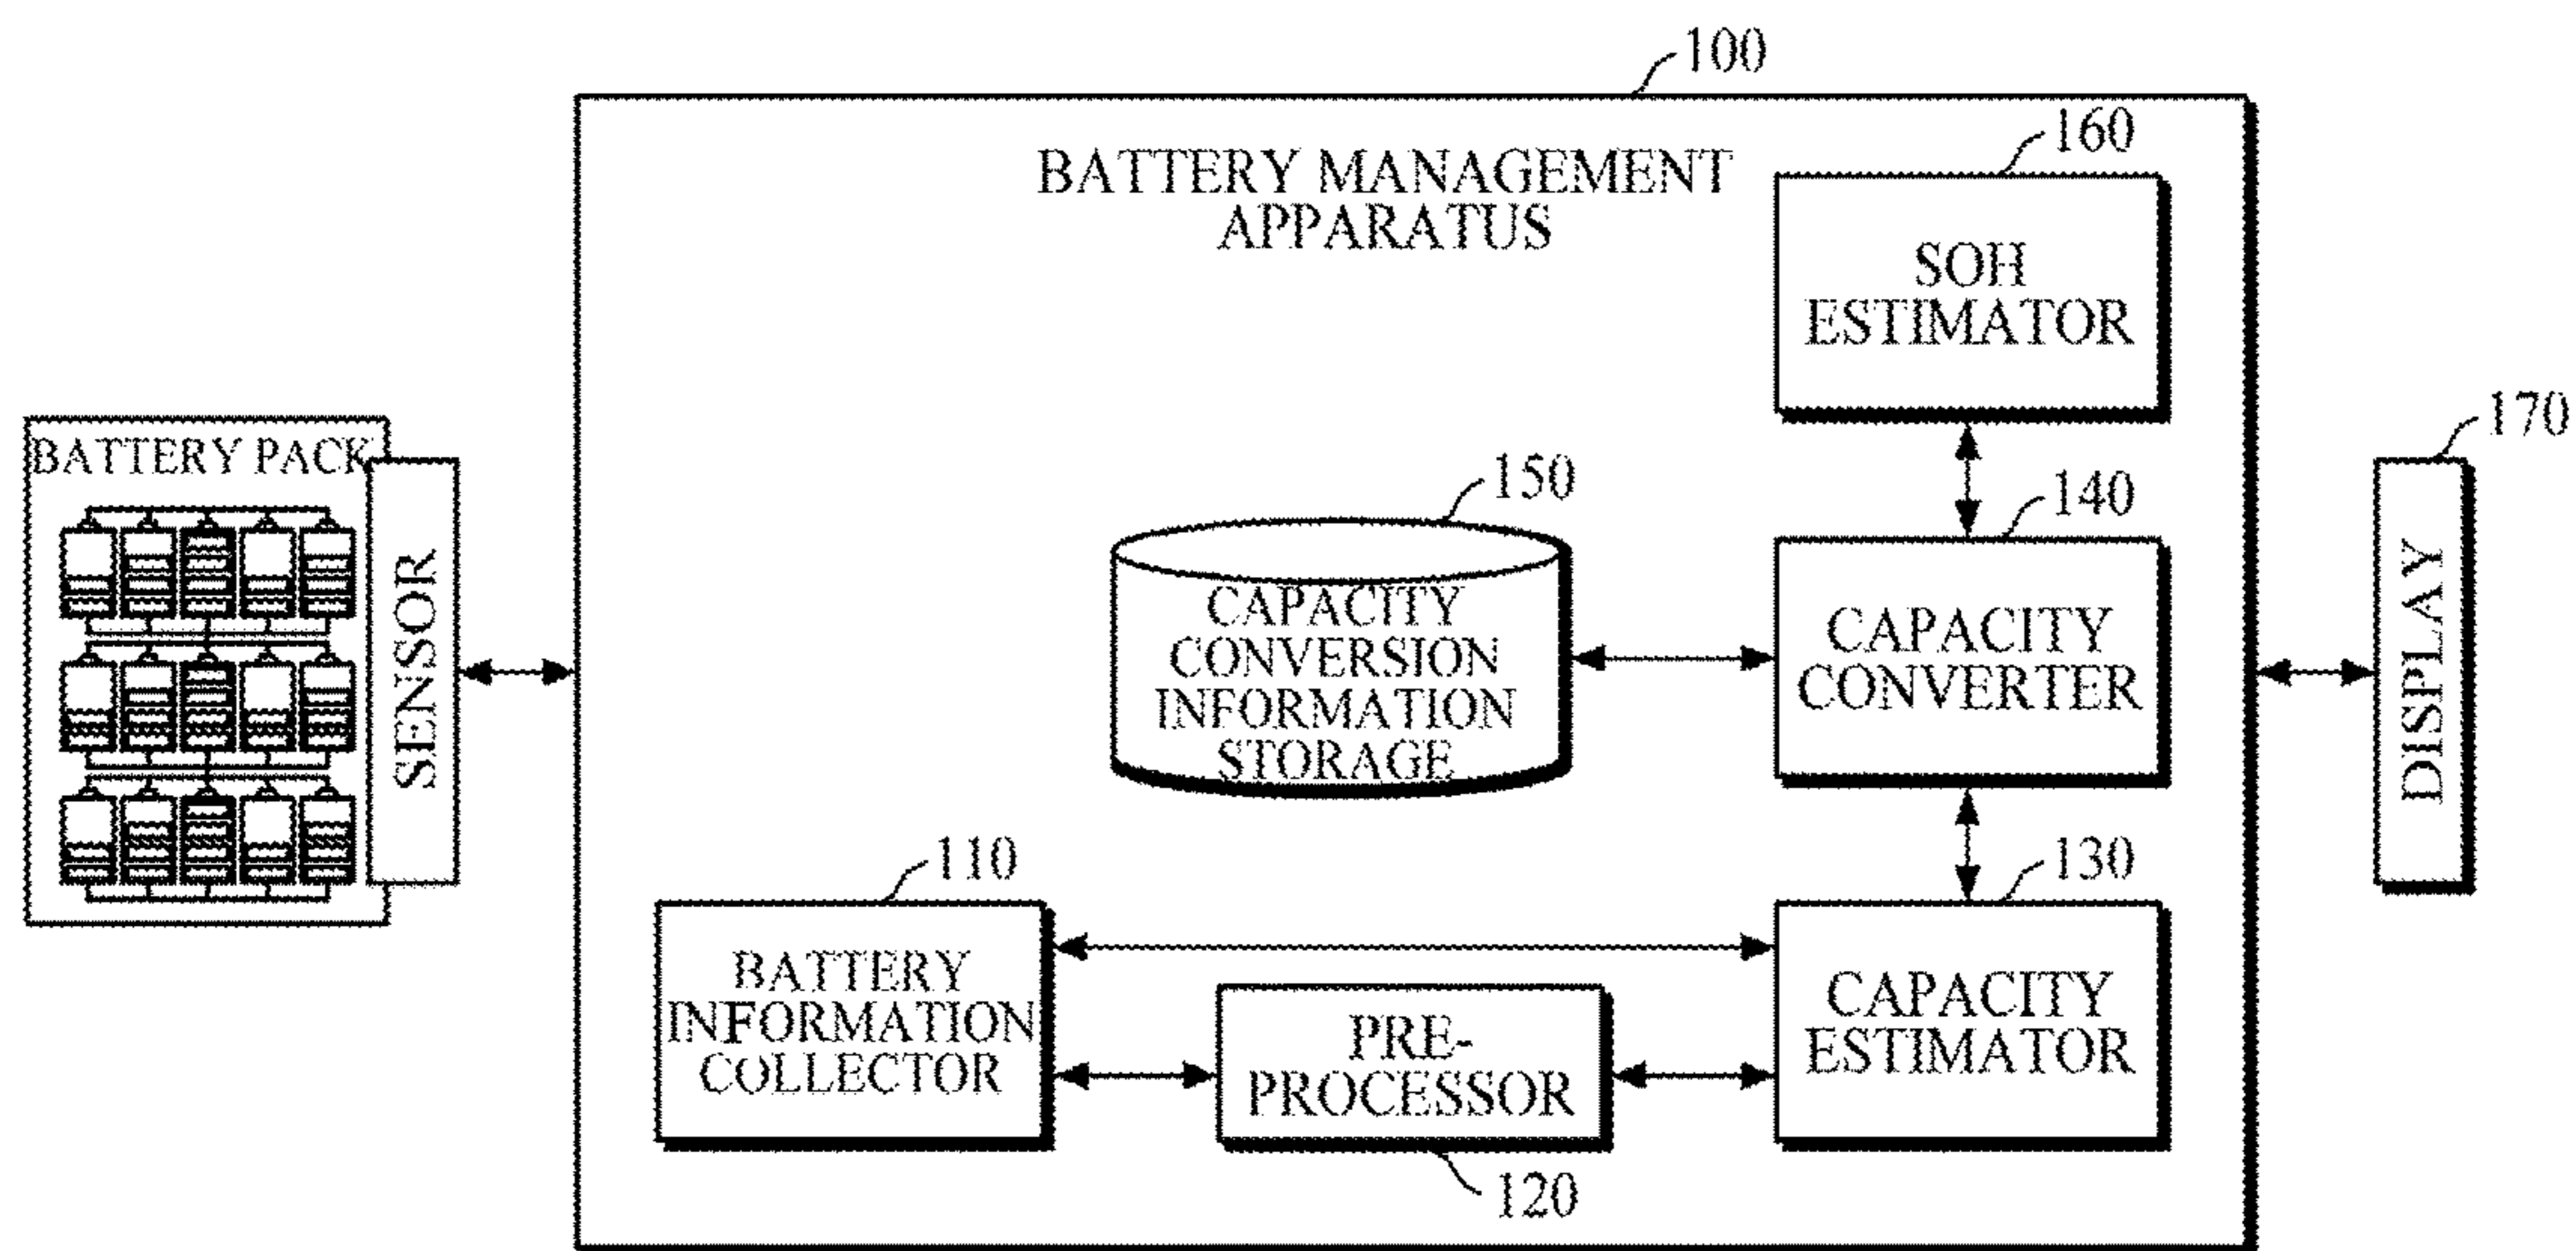 100
BATTERY MANAGEMENT
APPARATUS
160
SOH
ESTIMATOR
BATTERY PACK
SENSOR
150
CAPACITY
CONVERSION
INFORMATION
STORAGE
140
CAPACITY
CONVERTER
170
DISPLAY
110
BATTERY
INFORMATION
COLLECTOR
PRE-
PROCESSOR
120
130
CAPACITY
ESTIMATOR